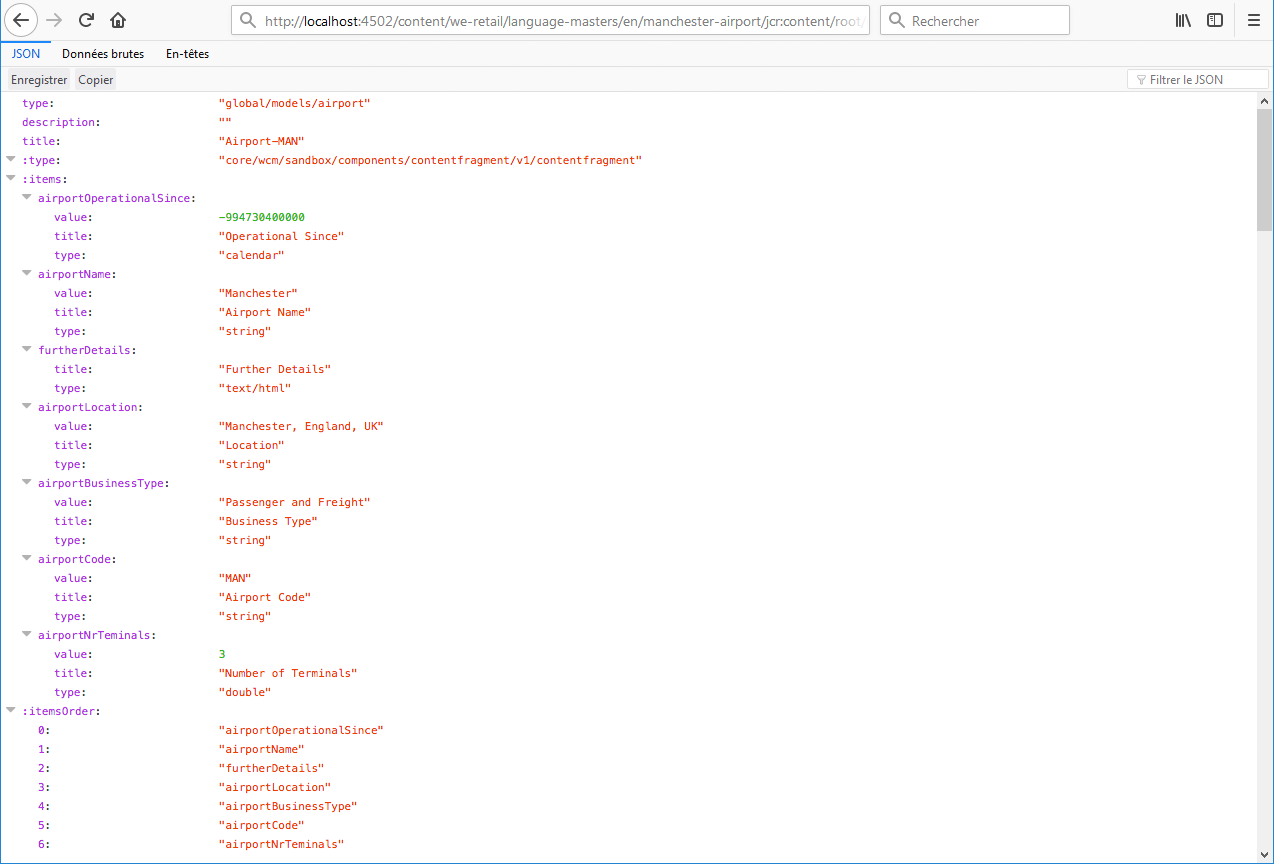 http://localhost:4502/content/we-retail/language-masters/en/manchester-airport/jcr:content/root/
Rechercher
JSON Données brutes En-têtes
Enregistrer Copier Filtrer le JSON
type: "global/models/airport"
description: ""
title: "Airport-MAN"
:type: "core/wcm/sandbox/components/contentfragment/v1/contentfragment"
:items:
airportOperationalSince:
value: -994730400000
title: "Operational Since"
type: "calendar"
airportName:
value: "Manchester"
title: "Airport Name"
type: "string"
furtherDetails:
title: "Further Details"
type: "text/html"
airportLocation:
value: "Manchester, England, UK"
title: "Location"
type: "string"
airportBusinessType:
value: "Passenger and Freight"
title: "Business Type"
type: "string"
airportCode:
value: "MAN"
title: "Airport Code"
type: "string"
airportNrTeminals:
value: 3
title: "Number of Terminals"
type: "double"
:itemsOrder:
0: "airportOperationalSince"
1: "airportName"
2: "furtherDetails"
3: "airportLocation"
4: "airportBusinessType"
5: "airportCode"
6: "airportNrTeminals"